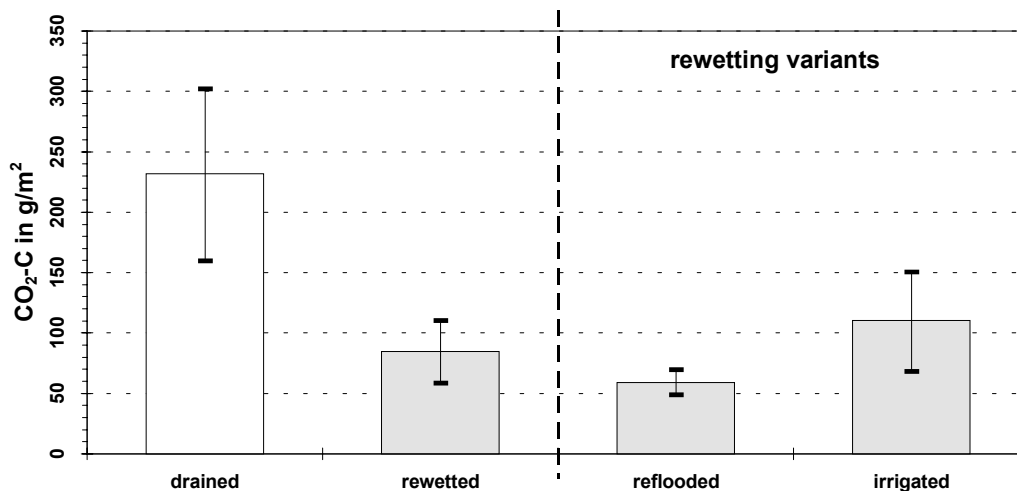 350
300
250
200
150
100
50
0
CO₂-C in g/m²
rewetting variants
drained
rewetted
reflooded
irrigated